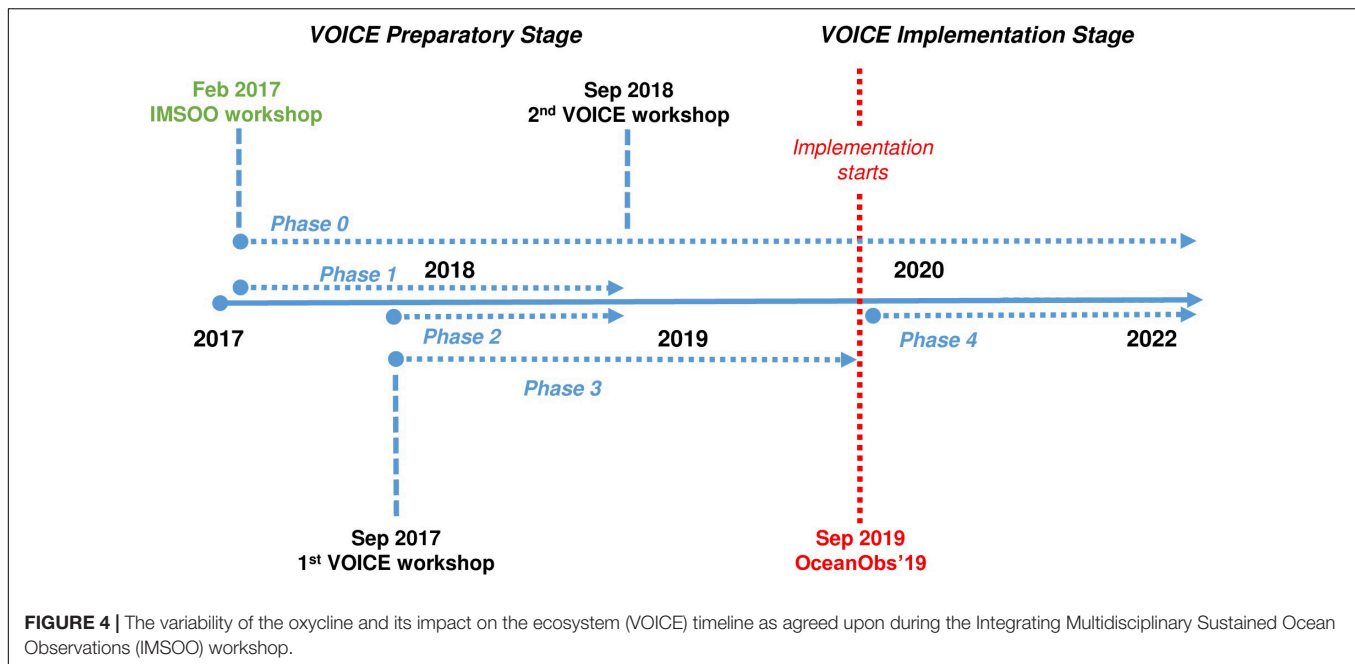 VOICE Preparatory Stage
VOICE Implementation Stage
Feb 2017
IMSOO workshop
Sep 2018
2nd VOICE workshop
Implementation
starts
Phase 0
Phase 1
2018
2020
2017
Phase 2
2019
Phase 4
2022
Phase 3
Sep 2017
1st VOICE workshop
Sep 2019
OceanObs’19
FIGURE 4 | The variability of the oxycline and its impact on the ecosystem (VOICE) timeline as agreed upon during the Integrating Multidisciplinary Sustained Ocean
Observations (IMSOO) workshop.